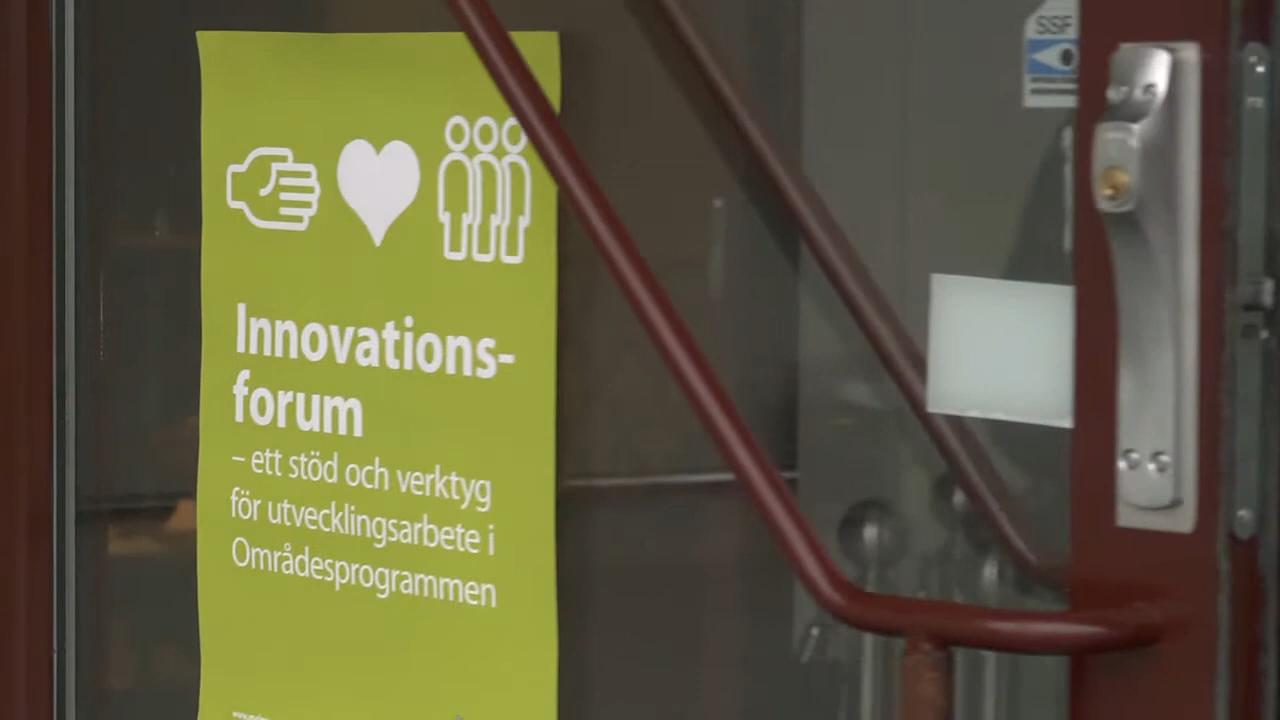 SSF
Innovations-
forum
– ett stöd och verktyg
för utvecklingsarbete i
Områdesprogrammen